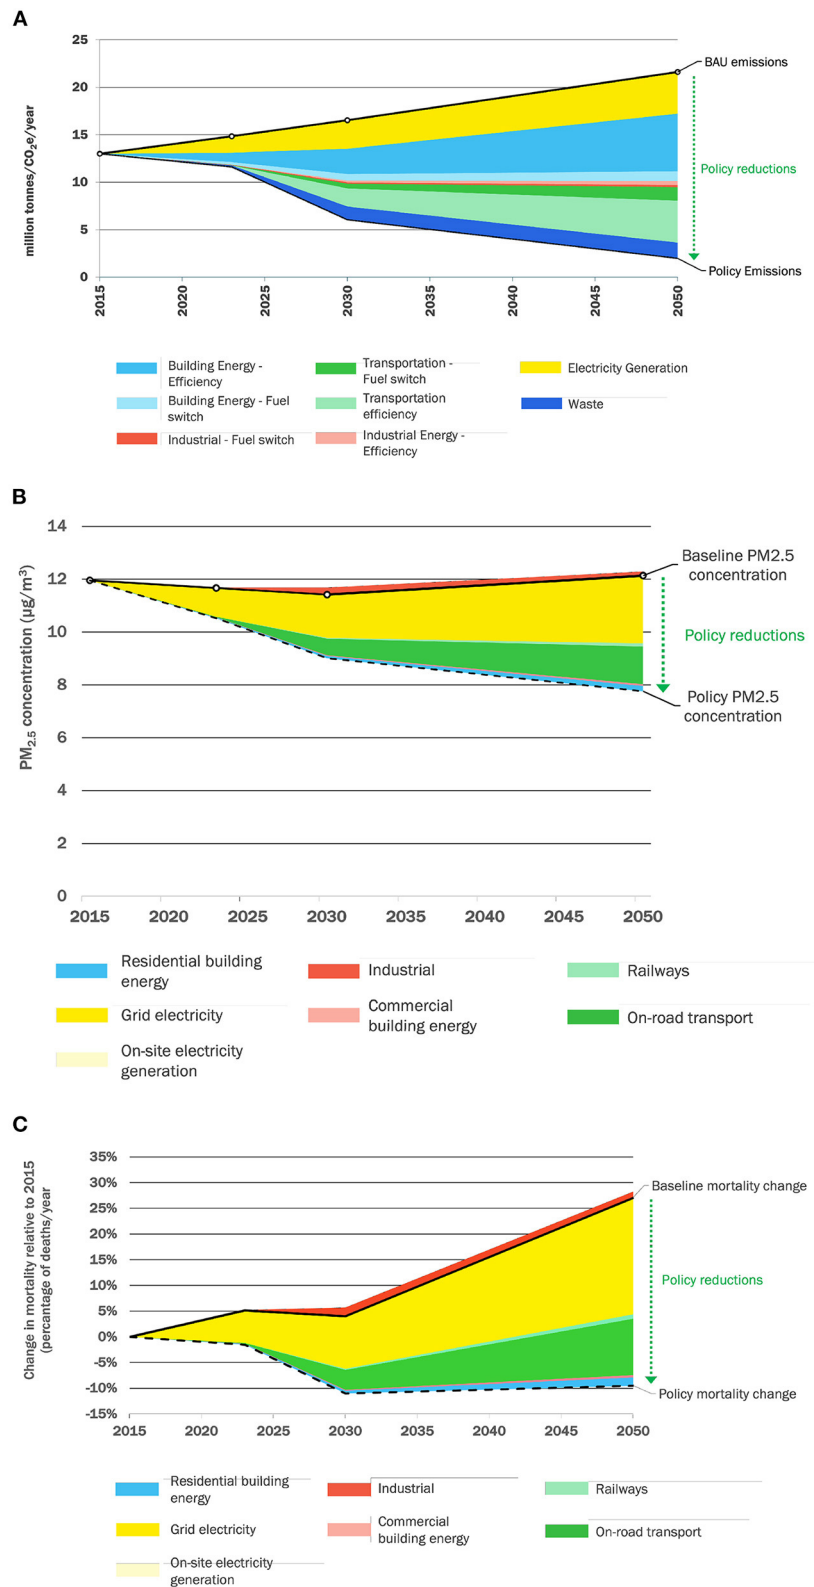 A
25
20
15
10
5
0
million tonnes/CO2e/year
2015
2020
2025
2030
2035
2040
2045
2050
BAU emissions
Policy reductions
Policy Emissions
Building Energy -
Efficiency
Transportation -
Fuel switch
Electricity Generation
Building Energy - Fuel
switch
Transportation
efficiency
Waste
Industrial - Fuel switch
Industrial Energy -
Efficiency
B
14
12
10
8
6
4
2
0
PM2.5 concentration (µg/m³)
2015
2020
2025
2030
2035
2040
2045
2050
Baseline PM2.5
concentration
Policy reductions
Policy PM2.5
concentration
Residential building
energy
Industrial
Railways
Grid electricity
Commercial
building energy
On-road transport
On-site electricity
generation
C
35%
30%
25%
20%
15%
10%
5%
0%
-5%
-10%
-15%
Change in mortality relative to 2015
(percentage of deaths/year
2015
2020
2025
2030
2035
2040
2045
2050
Baseline mortality change
Policy reductions
Policy mortality change
Residential building
energy
Industrial
Railways
Grid electricity
Commercial
building energy
On-road transport
On-site electricity
generation